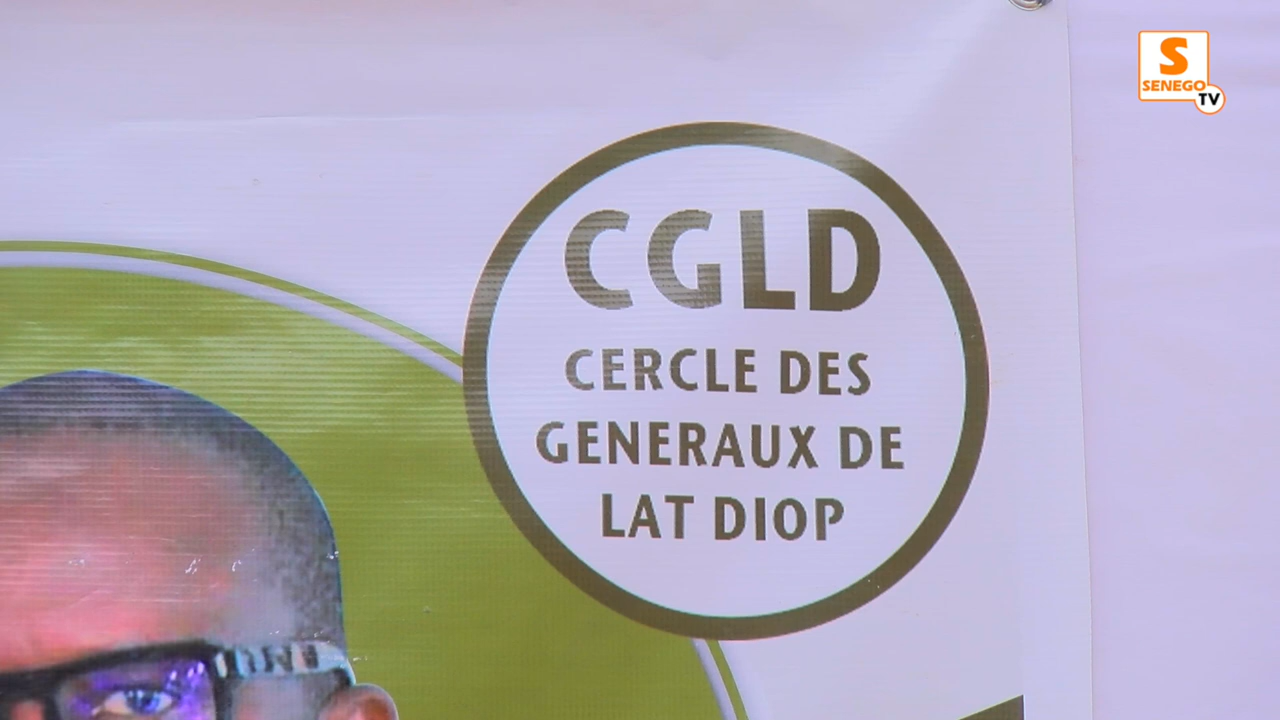 S
SENEGO
TV
CGLD
CERCLE DES
GENERAUX DE
LAT DIOP